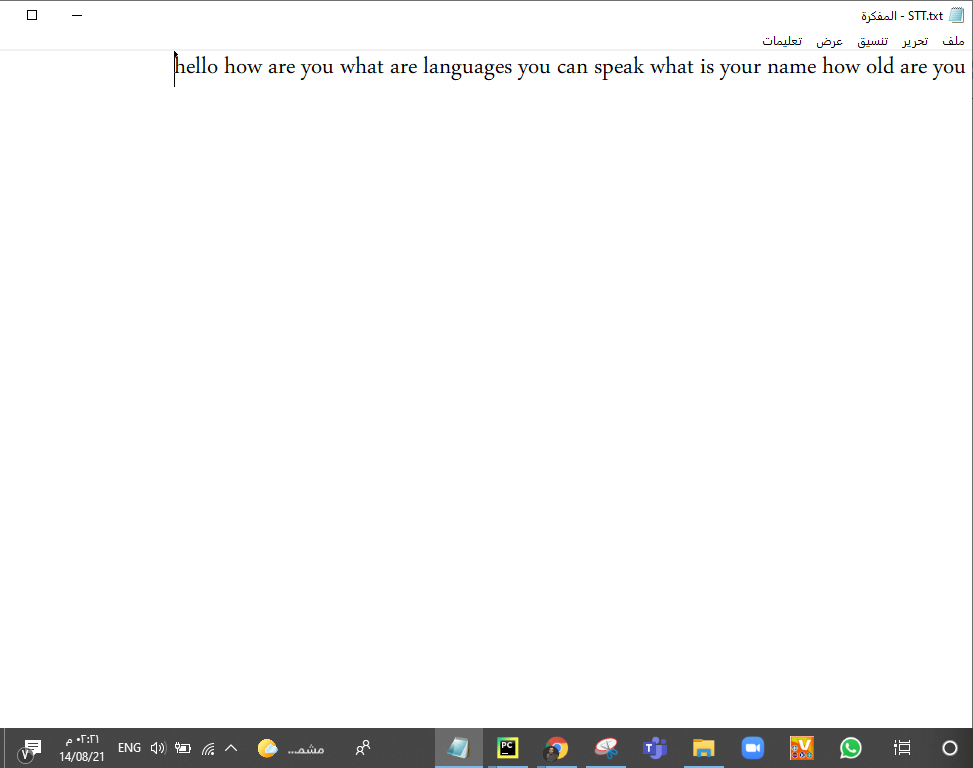 STT.txt - المفكرة
ملف تحرير تنسيق عرض تعليمات
hello how are you what are languages you can speak what is your name how old are you
مشمـ...
ENG
٠٢:٢١ م
14/08/21